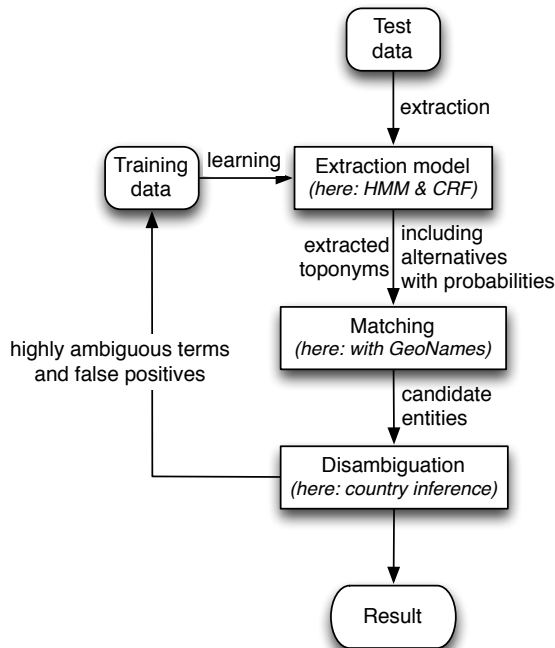 Test
data
extraction
Training
data
learning
Extraction model
(here: HMM & CRF)
extracted
toponyms
including
alternatives
with probabilities
Matching
(here: with GeoNames)
highly ambiguous terms
and false positives
candidate
entities
Disambiguation
(here: country inference)
Result